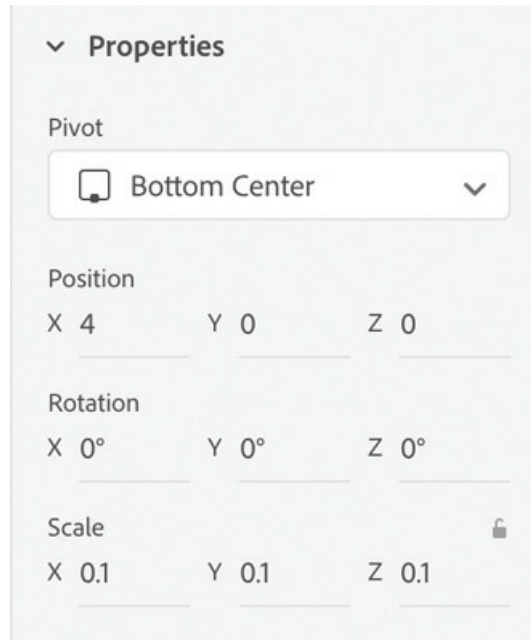 Properties
Pivot
Bottom Center
Position
X 4 Y 0 Z 0
Rotation
X 0° Y 0° Z 0°
Scale
X 0.1 Y 0.1 Z 0.1